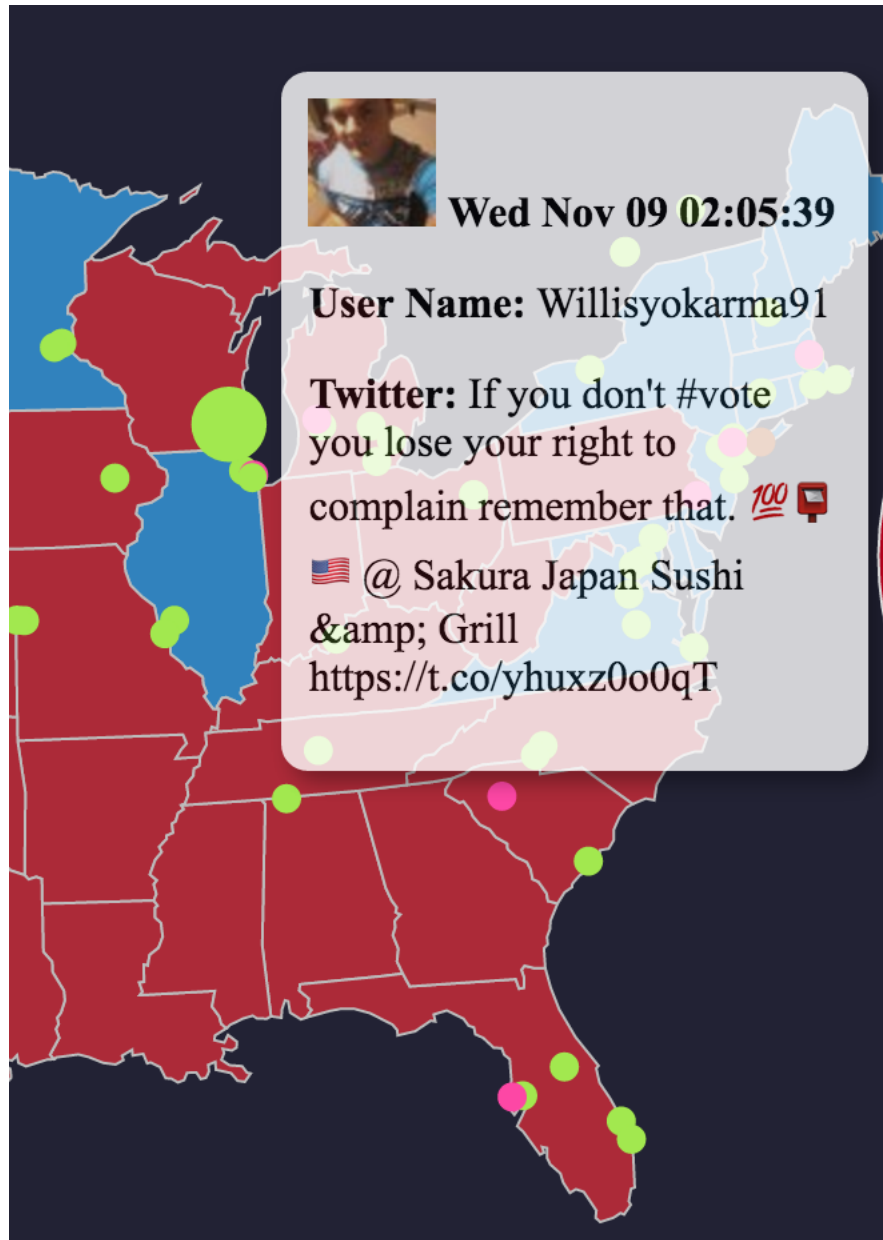 Wed Nov 09 02:05:39
User Name: Willisyokarma91
Twitter: If you don't #vote
you lose your right to
complain remember that. 💯📮
🇺🇸 @ Sakura Japan Sushi
&amp; Grill
https://t.co/yhuxz0o0qT